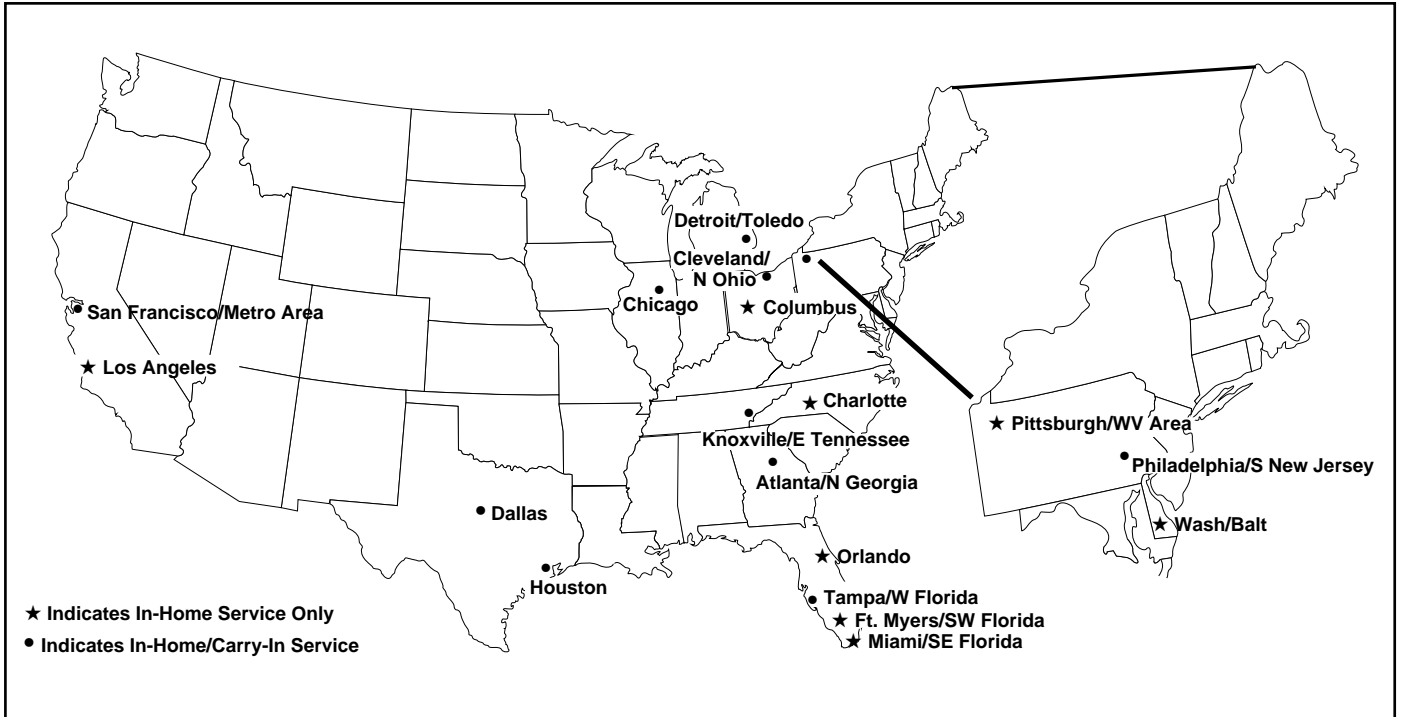 Detroit/Toledo
Cleveland/
N Ohio
Chicago
Columbus
San Francisco/Metro Area
Los Angeles
Charlotte
Knoxville/E Tennessee
Atlanta/N Georgia
Pittsburgh/WV Area
Philadelphia/S New Jersey
Wash/Balt
Dallas
Houston
Orlando
Tampa/W Florida
Ft. Myers/SW Florida
Miami/SE Florida
★ Indicates In-Home Service Only
• Indicates In-Home/Carry-In Service